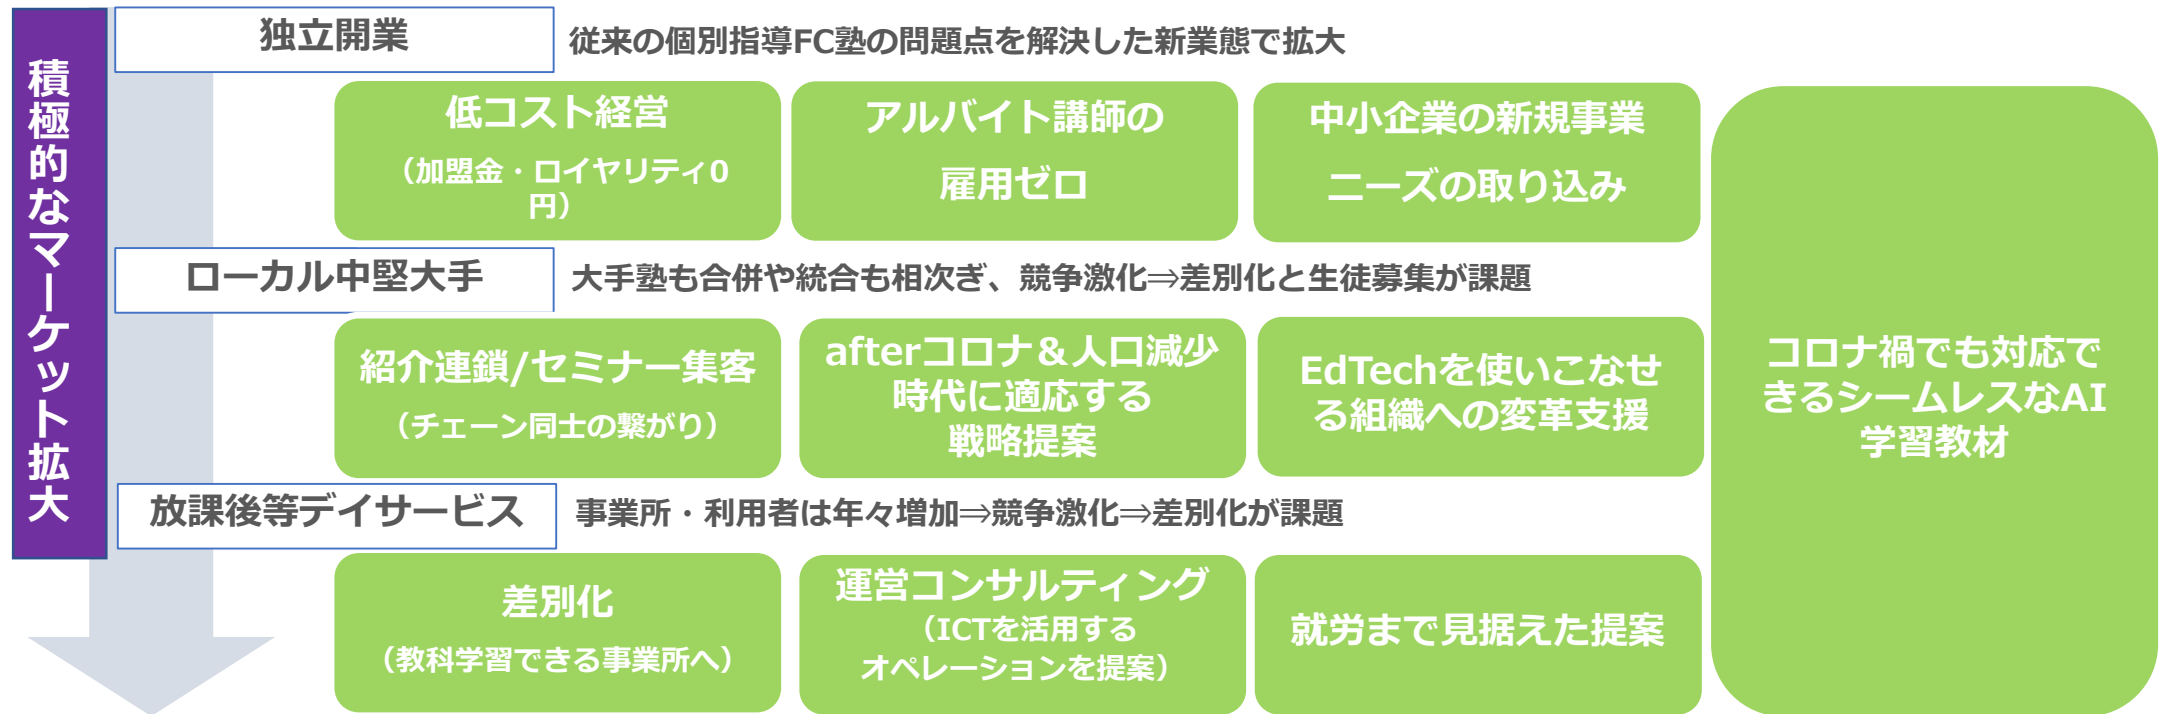 積極的なマーケット拡大
独立開業
従来の個別指導FC塾の問題点を解決した新業態で拡大
低コスト経営
（加盟金・ロイヤリティ0
円）
アルバイト講師の
雇用ゼロ
中小企業の新規事業
ニーズの取り込み
ローカル中堅大手
大手塾も合併や統合も相次ぎ、競争激化⇒差別化と生徒募集が課題
紹介連鎖/セミナー集客
（チェーン同士の繋がり）
afterコロナ＆人口減少
時代に適応する
戦略提案
EdTechを使いこなせ
る組織への変革支援
放課後等デイサービス
事業所・利用者は年々増加⇒競争激化⇒差別化が課題
差別化
（教科学習できる事業所へ）
運営コンサルティング
（ICTを活用する
オペレーションを提案）
就労まで見据えた提案
コロナ禍でも対応で
きるシームレスなAI
学習教材